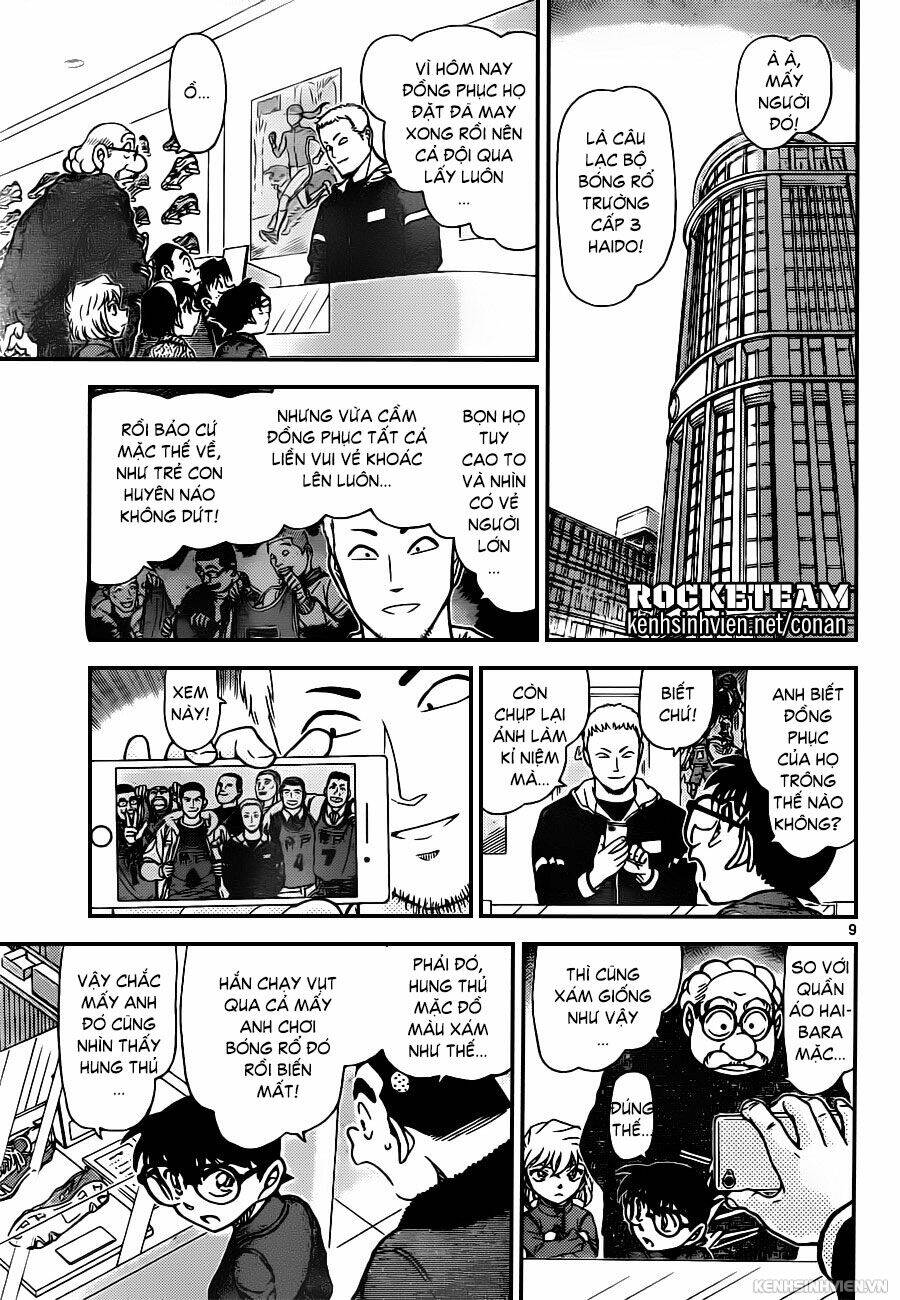 À À,
MẤY
NGƯỜI
ĐÓ!
LÀ CÂU
LẠC BỘ
BÓNG RỔ
TRƯỜNG
CẤP 3
HAIDO!
ROCKETEAM
kenhsinhvien.net/conan
VÌ HÔM NAY
ĐỒNG PHỤC HỌ
ĐẶT ĐÃ MAY
XONG RỒI NÊN
CẢ ĐỘI QUA
LẤY LUÔN
...
Ồ...
BỌN HỌ
TUY
CAO TO
VÀ NHÌN
CÓ VẺ
NGƯỜI
LỚN
...
NHƯNG VỪA CẦM
ĐỒNG PHỤC TẤT CẢ
LIỀN VUI VẺ KHOÁC
LÊN LUÔN...
RỒI BẢO CỨ
MẶC THẾ VỀ,
NHƯ TRẺ CON
HUYÊN NÁO
KHÔNG DỨT!
ANH BIẾT
ĐỒNG
PHỤC
CỦA HỌ
TRÔNG
THẾ NÀO
KHÔNG?
BIẾT
CHỨ!
CÒN
CHỤP LẠI
ẢNH LÀM
KỈ NIỆM
MÀ...
XEM
NÀY!
4
7
9
SO VỚI
QUẦN
ÁO HAI-
BARA
MẶC...
THÌ CŨNG
XÁM GIỐNG
NHƯ VẬY ...
ĐÚNG
THẾ...
PHẢI ĐÓ,
HUNG THỦ
MẶC ĐỒ
MÀU XÁM
NHƯ THẾ...
HẮN CHẠY VỤT
QUA CẢ MẤY
ANH CHƠI
BÓNG RỔ ĐÓ
RỒI BIẾN
MẤT!
VẬY CHẮC
MẤY ANH
ĐÓ CŨNG
NHÌN THẤY
HUNG THỦ
...
KENHSINHVIEN.VN